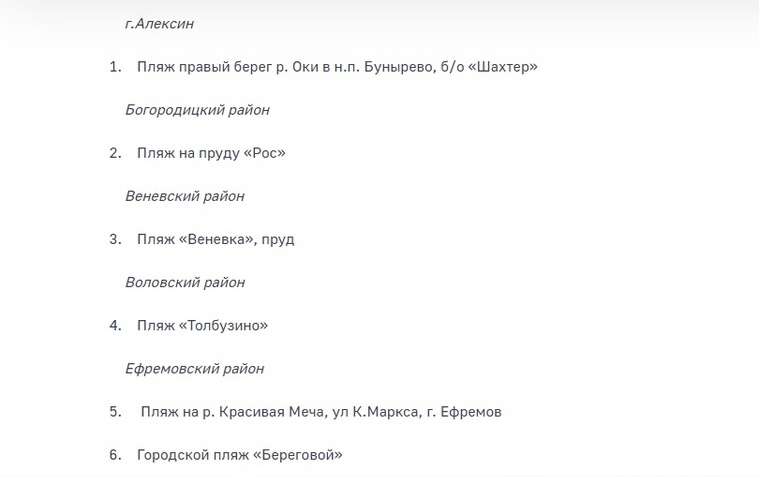 г.Алексин
1. Пляж правый берег р. Оки в н.п. Бунырево, б/о «Шахтер»
Богородицкий район
2. Пляж на пруду «Рос»
Веневский район
3. Пляж «Веневка», пруд
Воловский район
4. Пляж «Толбузино»
Ефремовский район
5. Пляж на р. Красивая Меча, ул К.Маркса, г. Ефремов
6. Городской пляж «Береговой»